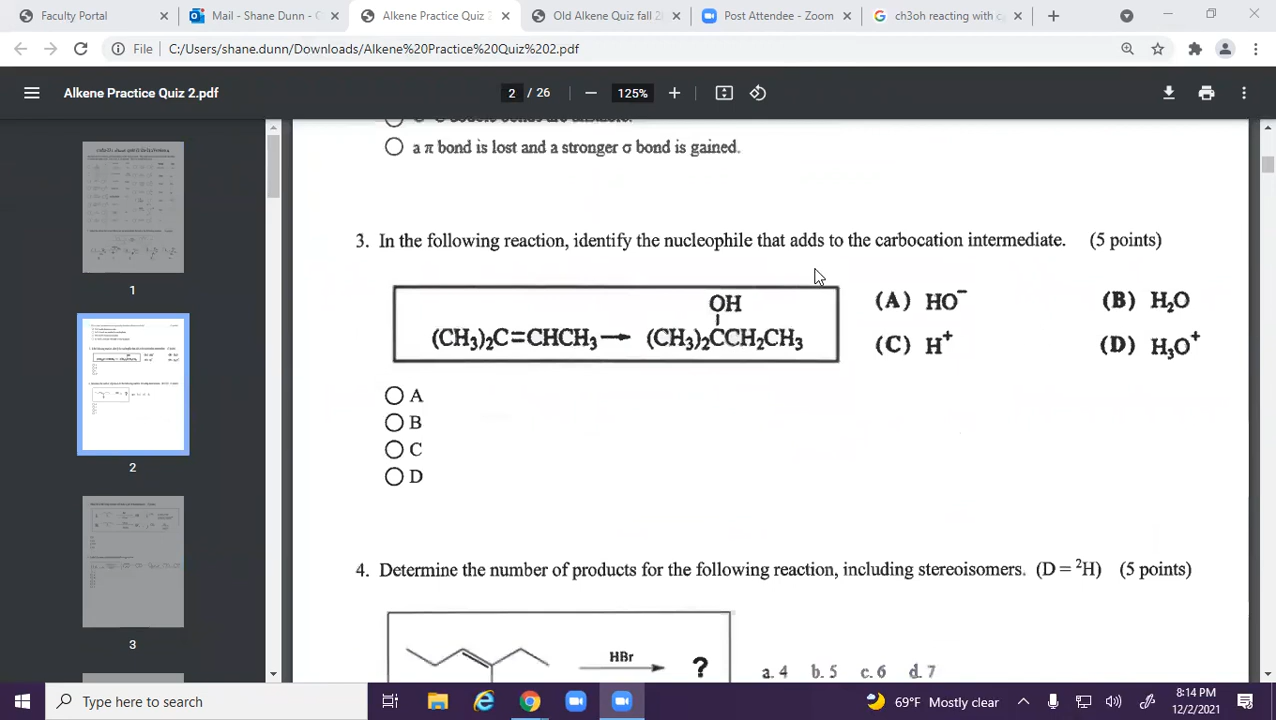 Faculty Portal
Mail - Shane Dunn - C
Alkene Practice Quiz 2
Old Alkene Quiz fall 2
Post Attendee - Zoom
ch3oh reacting with c
File
C:/Users/shane.dunn/Downloads/Alkene%20Practice%20Quiz%202.pdf
Alkene Practice Quiz 2.pdf
2 / 26
125%
a π bond is lost and a stronger σ bond is gained.
3. In the following reaction, identify the nucleophile that adds to the carbocation intermediate. (5 points)
OH
(CH₃)₂C=CHCH₃→ (CH₃)₂CCH₂CH₃
(A) HO⁻ (B) H₂O
(C) H⁺ (D) H₃O⁺
A
B
C
D
4. Determine the number of products for the following reaction, including stereoisomers. (D = ²H) (5 points)
HBr
?
a. 4 b. 5 c. 6 d. 7
1
2
3
Type here to search
69°F Mostly clear
8:14 PM
12/2/2021